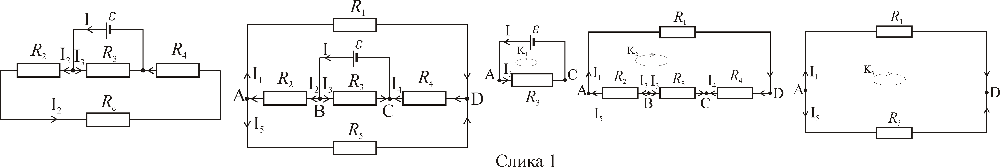 I ε
R2 I2 I3 R3 R4
I2 Re
R1
I ε
I1 R2 I2 I3 R3 I4 R4
A B C D
I5 R5
I ε
K1
A I3 C
R3
R1
K2
I1 R2 I2 I3 R3 I4 R4
A B C D
I5
R1
K3
I1
A D
I5 R5
Слика 1